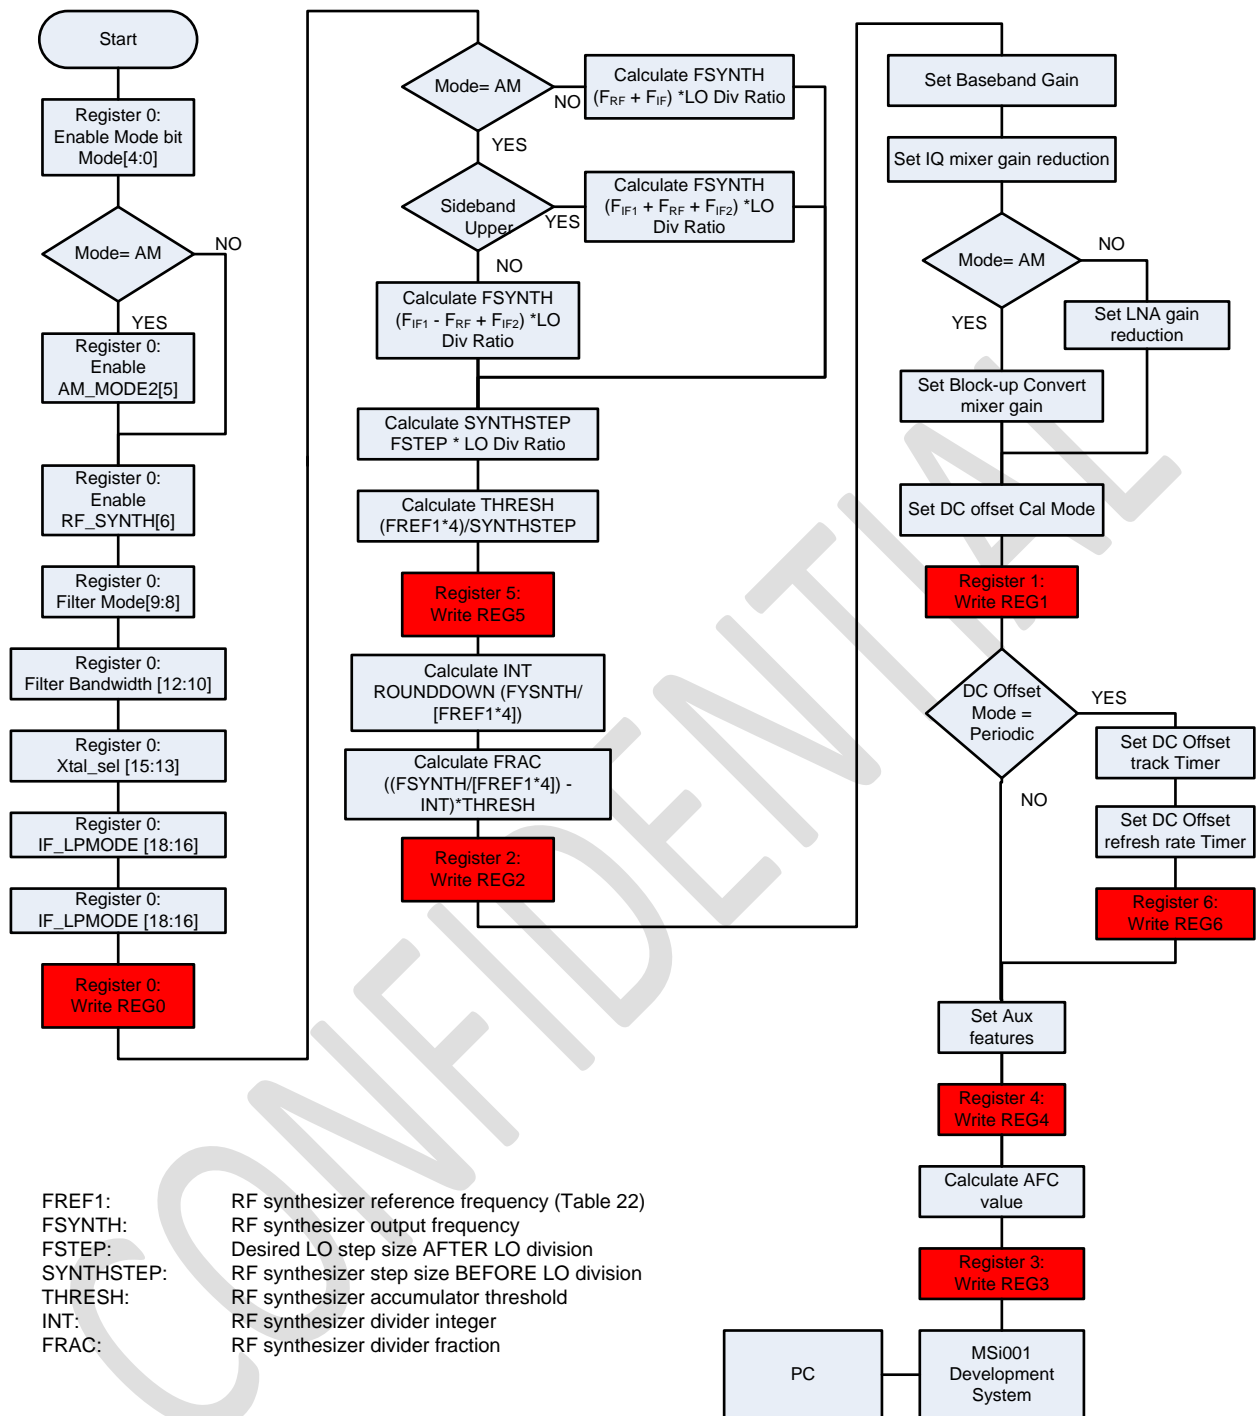 Start
Register 0:
Enable Mode bit
Mode[4:0]
Mode= AM
NO
YES
Register 0:
Enable
AM_MODE2[5]
Register 0:
Enable
RF_SYNTH[6]
Register 0:
Filter Mode[9:8]
Register 0:
Filter Bandwidth [12:10]
Register 0:
Xtal_sel [15:13]
Register 0:
IF_LPMODE [18:16]
Register 0:
IF_LPMODE [18:16]
Register 0:
Write REG0
Mode= AM
NO
YES
Calculate FSYNTH
(FRF + FIF) *LO Div Ratio
Sideband
Upper
YES
NO
Calculate FSYNTH
(FIF1 + FRF + FIF2) *LO
Div Ratio
Calculate FSYNTH
(FIF1 - FRF + FIF2) *LO
Div Ratio
Calculate SYNTHSTEP
FSTEP * LO Div Ratio
Calculate THRESH
(FREF1*4)/SYNTHSTEP
Register 5:
Write REG5
Calculate INT
ROUNDDOWN (FYSNTH/
[FREF1*4])
Calculate FRAC
((FSYNTH/[FREF1*4]) -
INT)*THRESH
Register 2:
Write REG2
Set Baseband Gain
Set IQ mixer gain reduction
Mode= AM
NO
YES
Set LNA gain
reduction
Set Block-up Convert
mixer gain
Set DC offset Cal Mode
Register 1:
Write REG1
DC Offset
Mode =
Periodic
YES
NO
Set DC Offset
track Timer
Set DC Offset
refresh rate Timer
Register 6:
Write REG6
Set Aux
features
Register 4:
Write REG4
Calculate AFC
value
Register 3:
Write REG3
MSi001
Development
System
PC
FREF1: RF synthesizer reference frequency (Table 22)
FSYNTH: RF synthesizer output frequency
FSTEP: Desired LO step size AFTER LO division
SYNTHSTEP: RF synthesizer step size BEFORE LO division
THRESH: RF synthesizer accumulator threshold
INT: RF synthesizer divider integer
FRAC: RF synthesizer divider fraction
CONFIDENTIAL